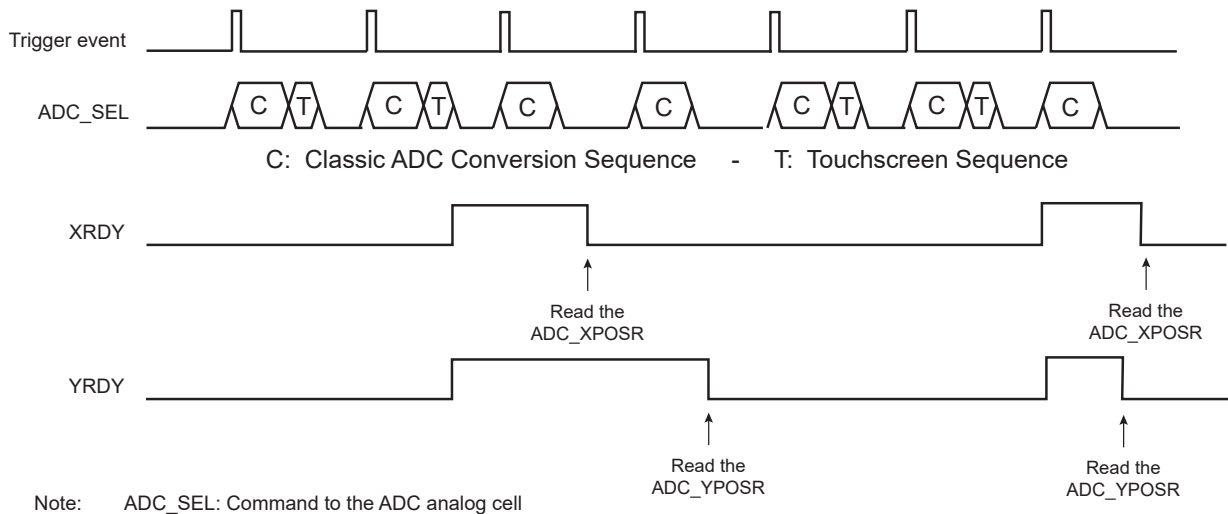 Trigger event
ADC_SEL
C T C T C C C T C T C
C: Classic ADC Conversion Sequence - T: Touchscreen Sequence
XRDY
Read the
ADC_XPOSR
Read the
ADC_XPOSR
YRDY
Read the
ADC_YPOSR
Read the
ADC_YPOSR
Note: ADC_SEL: Command to the ADC analog cell